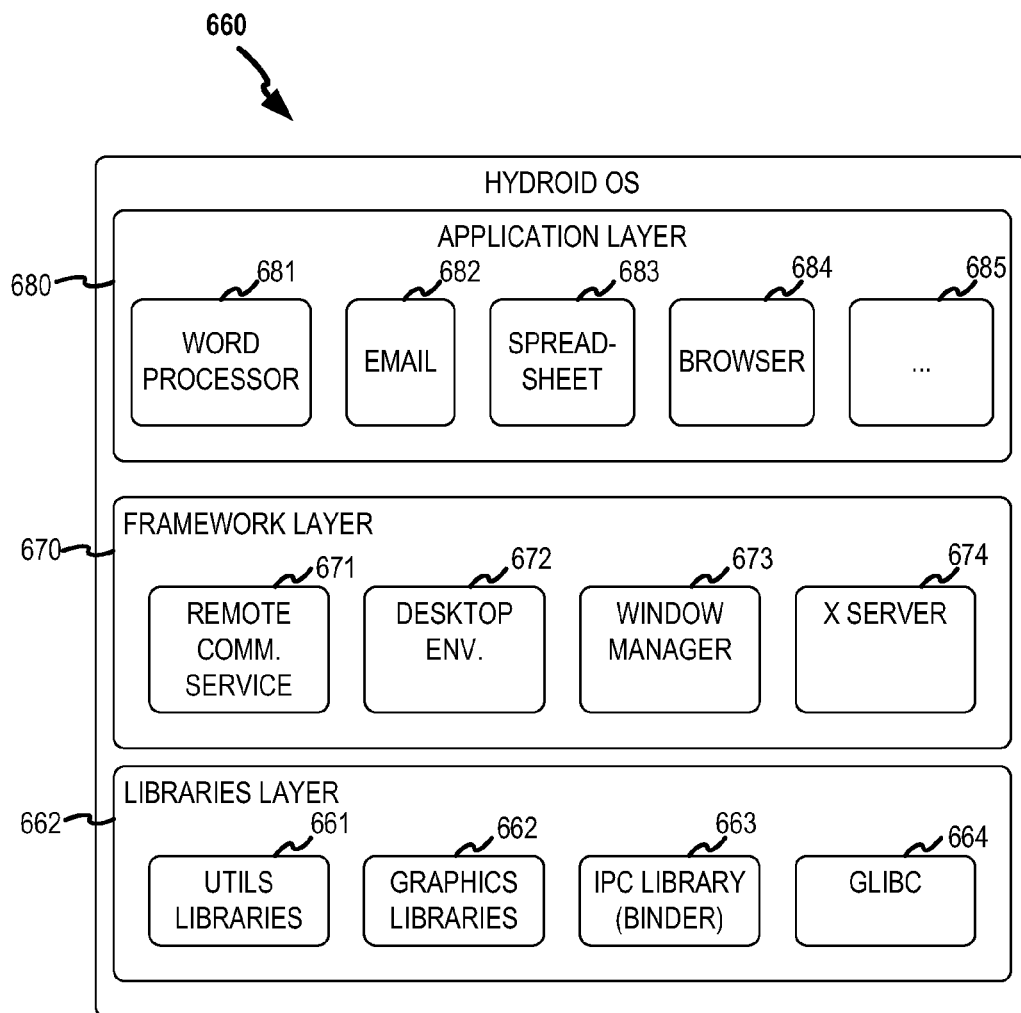 660
HYDROID OS
APPLICATION LAYER
680
681
682
683
684
685
WORD
PROCESSOR
EMAIL
SPREAD-
SHEET
BROWSER
...
FRAMEWORK LAYER
670
671
672
673
674
REMOTE
COMM.
SERVICE
DESKTOP
ENV.
WINDOW
MANAGER
X SERVER
LIBRARIES LAYER
662
661
662
663
664
UTILS
LIBRARIES
GRAPHICS
LIBRARIES
IPC LIBRARY
(BINDER)
GLIBC